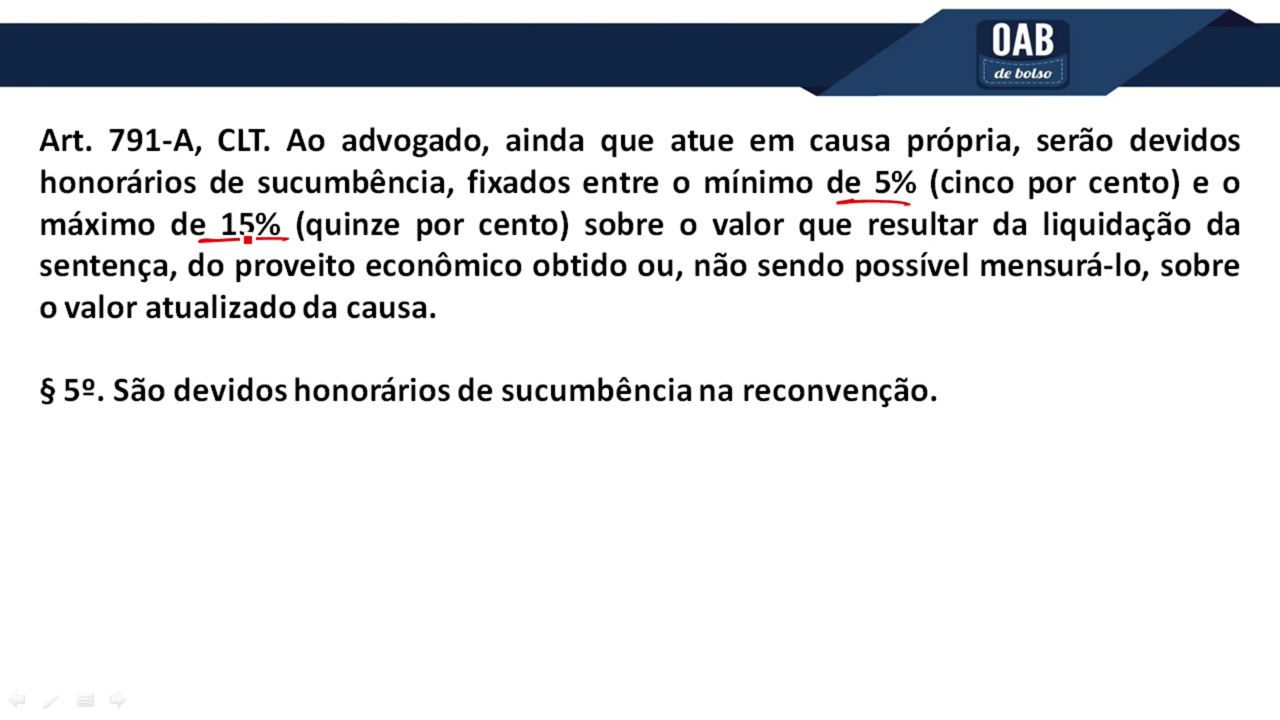 OAB
de bolso
Art. 791-A, CLT. Ao advogado, ainda que atue em causa própria, serão devidos
honorários de sucumbência, fixados entre o mínimo de 5% (cinco por cento) e o
máximo de 15% (quinze por cento) sobre o valor que resultar da liquidação da
sentença, do proveito econômico obtido ou, não sendo possível mensurá-lo, sobre
o valor atualizado da causa.
§ 5º. São devidos honorários de sucumbência na reconvenção.